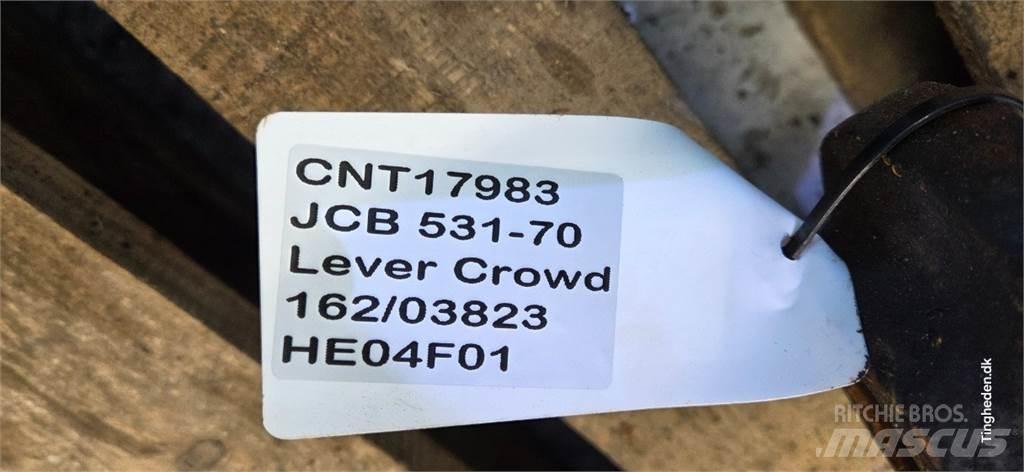 CNT17983
JCB 531-70
Lever Crowd
162/03823
HE04F01
Tingheden.dk
RITCHIE BROS.
MASCUS